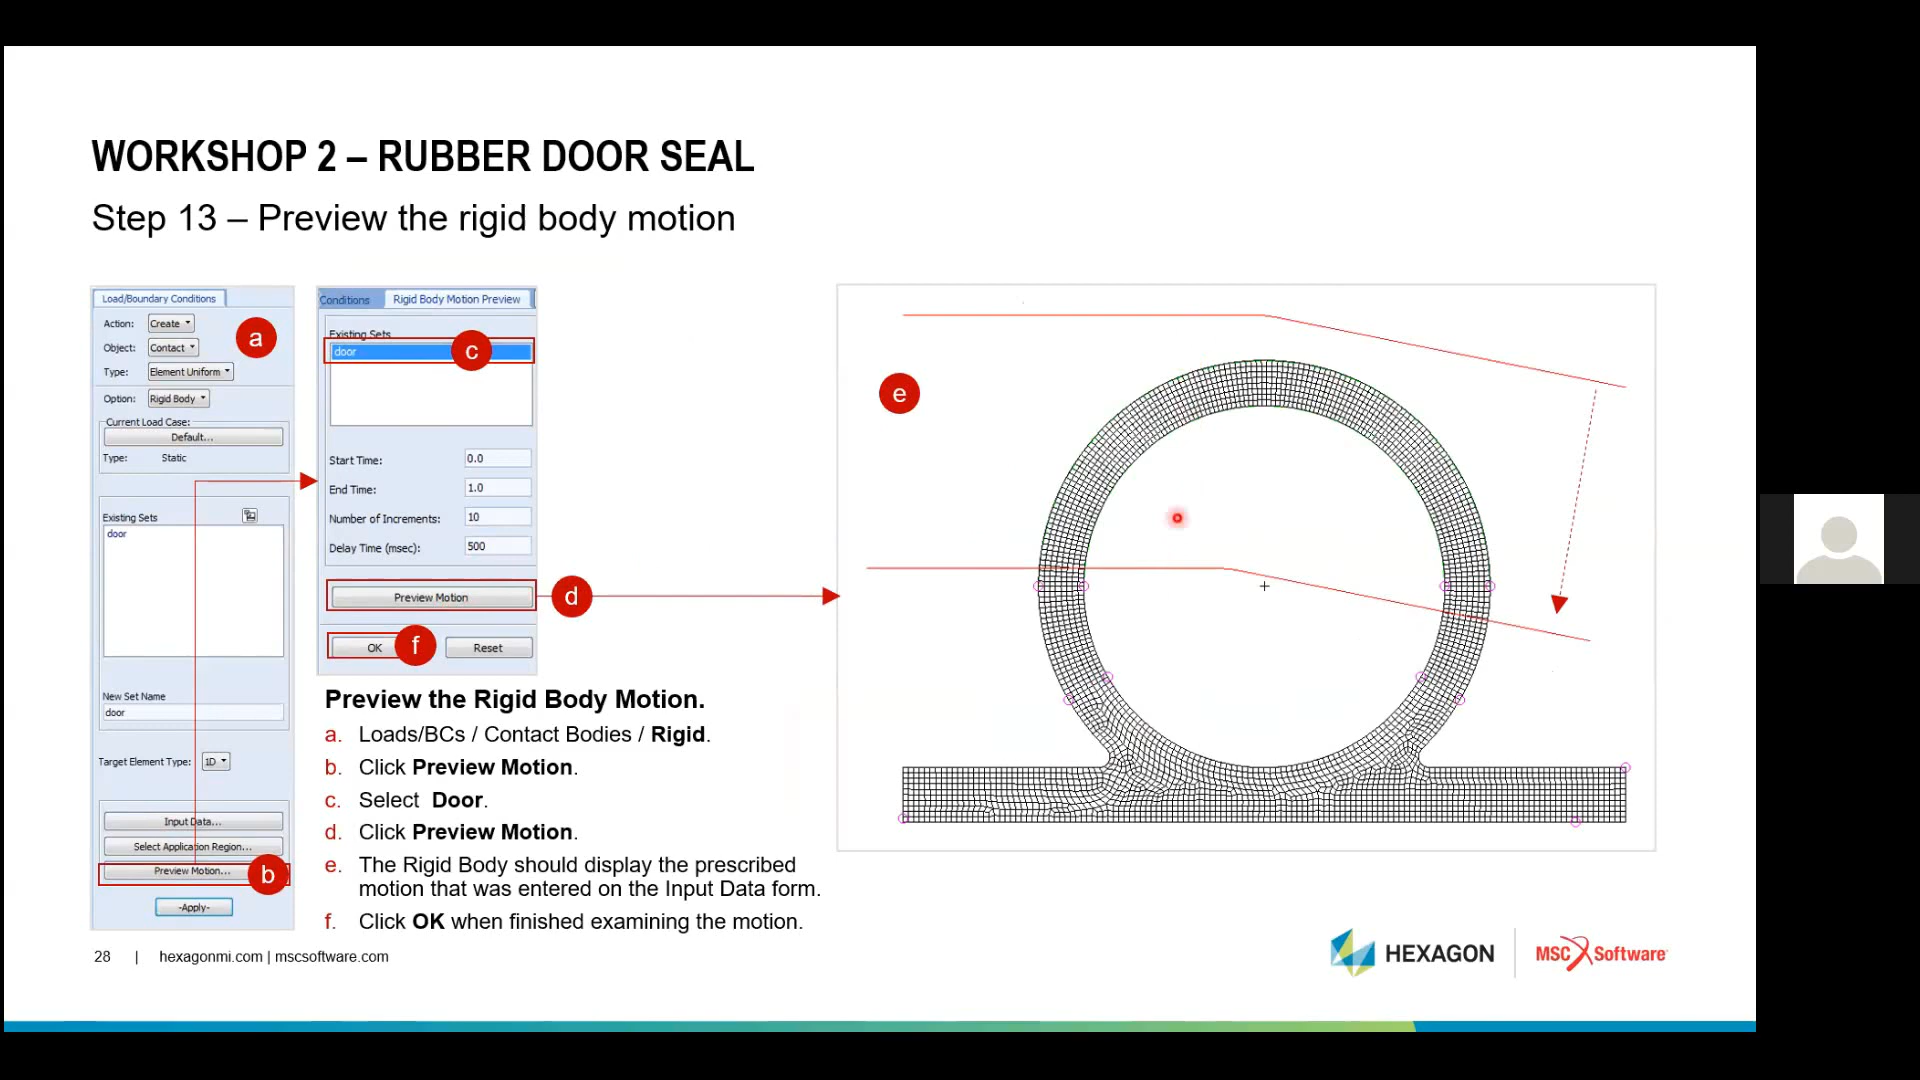 WORKSHOP 2 – RUBBER DOOR SEAL
Step 13 – Preview the rigid body motion
Load/Boundary Conditions
Action: Create
a
Object: Contact
Type: Element Uniform
Option: Rigid Body
Current Load Case:
Default...
Type: Static
Existing Sets
door
New Set Name
door
Target Element Type: 1D
Input Data...
Select Application Region...
Preview Motion...
b
-Apply-
Conditions
Rigid Body Motion Preview
Existing Sets
door
c
Start Time: 0.0
End Time: 1.0
Number of Increments: 10
Delay Time (msec): 500
Preview Motion
d
OK
f
Reset
e
Preview the Rigid Body Motion.
a. Loads/BCs / Contact Bodies / Rigid.
b. Click Preview Motion.
c. Select Door.
d. Click Preview Motion.
e. The Rigid Body should display the prescribed
motion that was entered on the Input Data form.
f. Click OK when finished examining the motion.
28 | hexagonmi.com | mscsoftware.com
HEXAGON
MSC Software